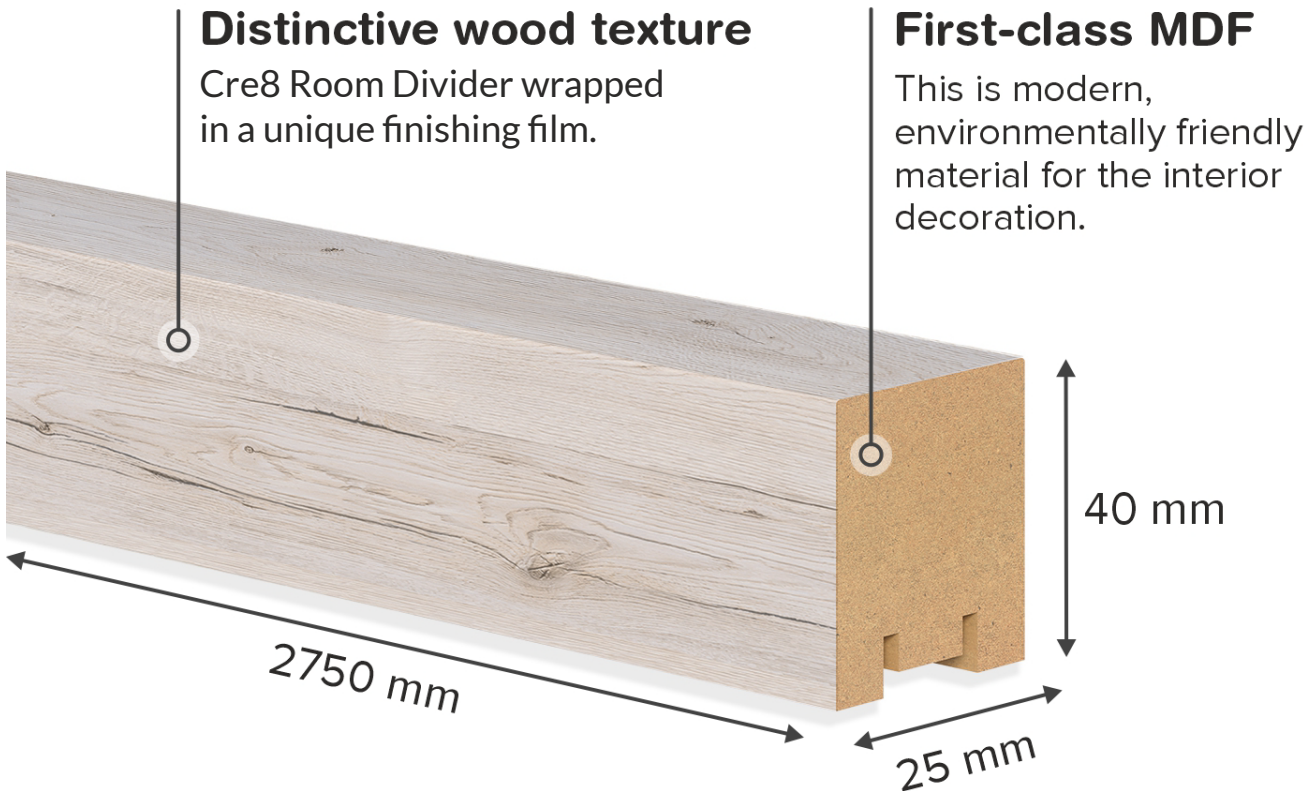 Distinctive wood texture
Cre8 Room Divider wrapped
in a unique finishing film.
First-class MDF
This is modern,
environmentally friendly
material for the interior
decoration.
40 mm
2750 mm
25 mm